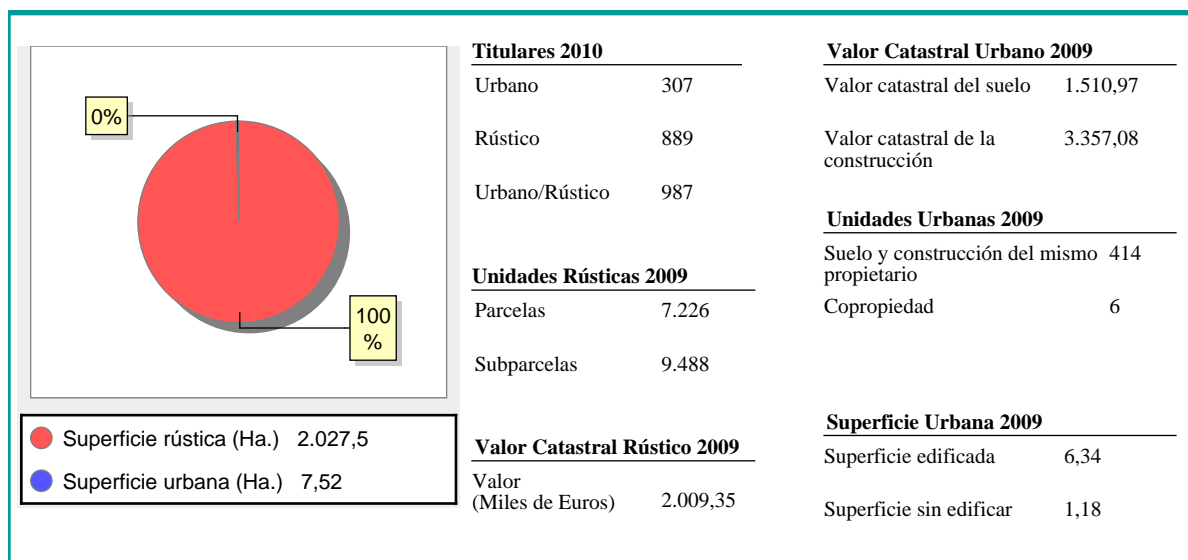 0%
100
%
Superficie rústica (Ha.) 2.027,5
Superficie urbana (Ha.) 7,52
Titulares 2010
Urbano 307
Rústico 889
Urbano/Rústico 987
Unidades Rústicas 2009
Parcelas 7.226
Subparcelas 9.488
Valor Catastral Rústico 2009
Valor
(Miles de Euros) 2.009,35
Valor Catastral Urbano 2009
Valor catastral del suelo 1.510,97
Valor catastral de la 3.357,08
construcción
Unidades Urbanas 2009
Suelo y construcción del mismo 414
propietario
Copropiedad 6
Superficie Urbana 2009
Superficie edificada 6,34
Superficie sin edificar 1,18